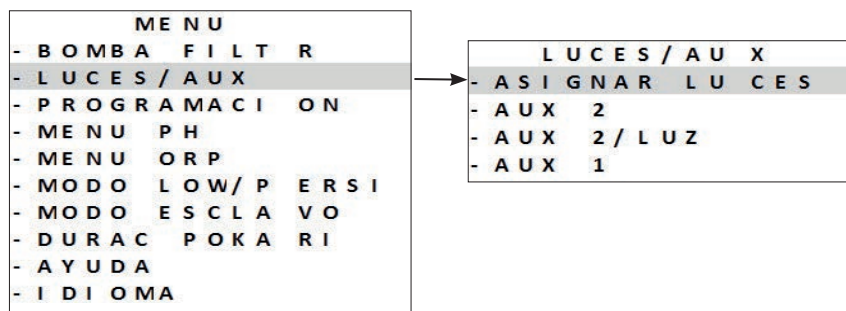 MENU
- BOMBA FILTR
- LUCES/AUX
- PROGRAMACION
- MENU PH
- MENU ORP
- MODO LOW/PERSI
- MODO ESCLAVO
- DURAC POKARI
- AYUDA
- IDIOMA
LUCES/AUX
- ASIGNAR LUCES
- AUX 2
- AUX 2/LUZ
- AUX 1